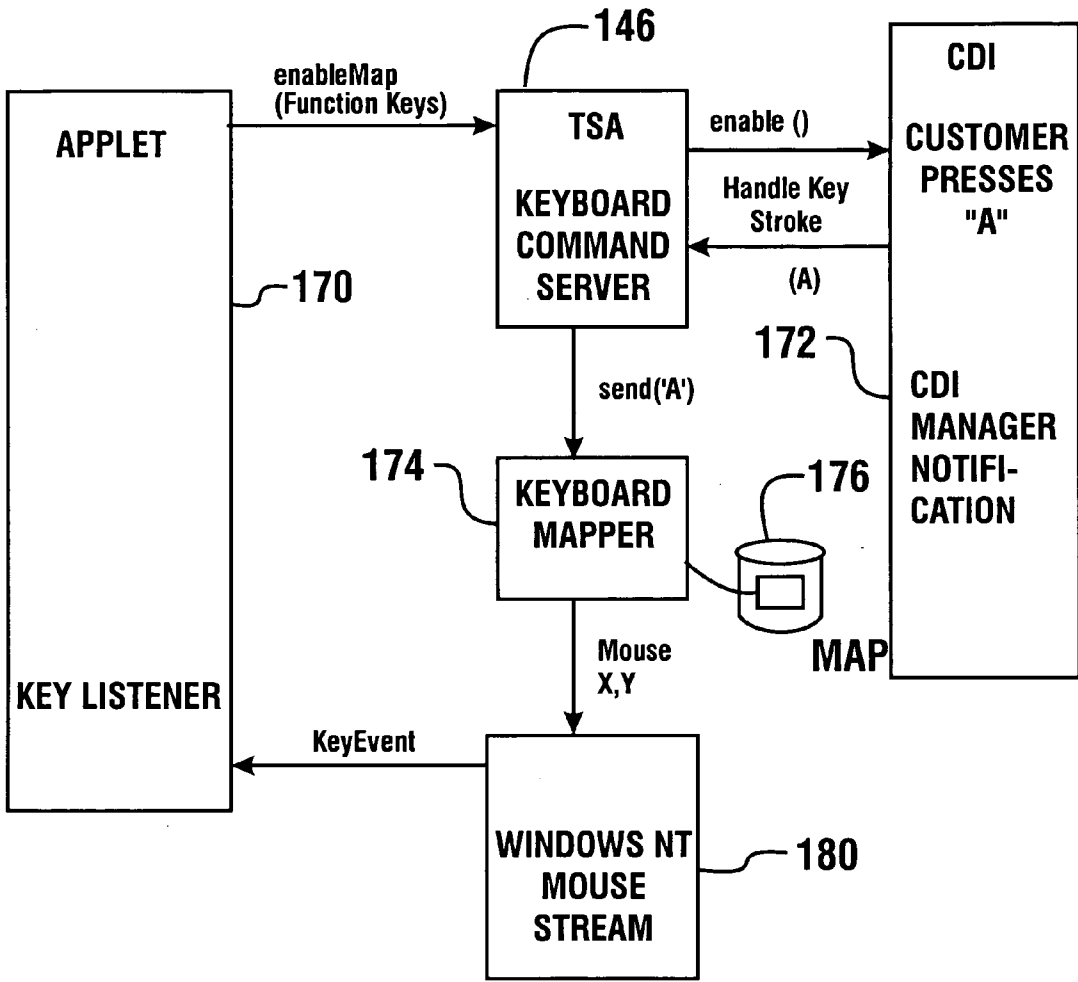 146
enableMap
(Function Keys)
APPLET
TSA
KEYBOARD
COMMAND
SERVER
enable ()
Handle Key
Stroke
(A)
CDI
CUSTOMER
PRESSES
"A"
170
172
CDI
MANAGER
NOTIFI-
CATION
send('A')
174
KEYBOARD
MAPPER
176
MAP
Mouse
X,Y
KEY LISTENER
KeyEvent
WINDOWS NT
MOUSE
STREAM
180